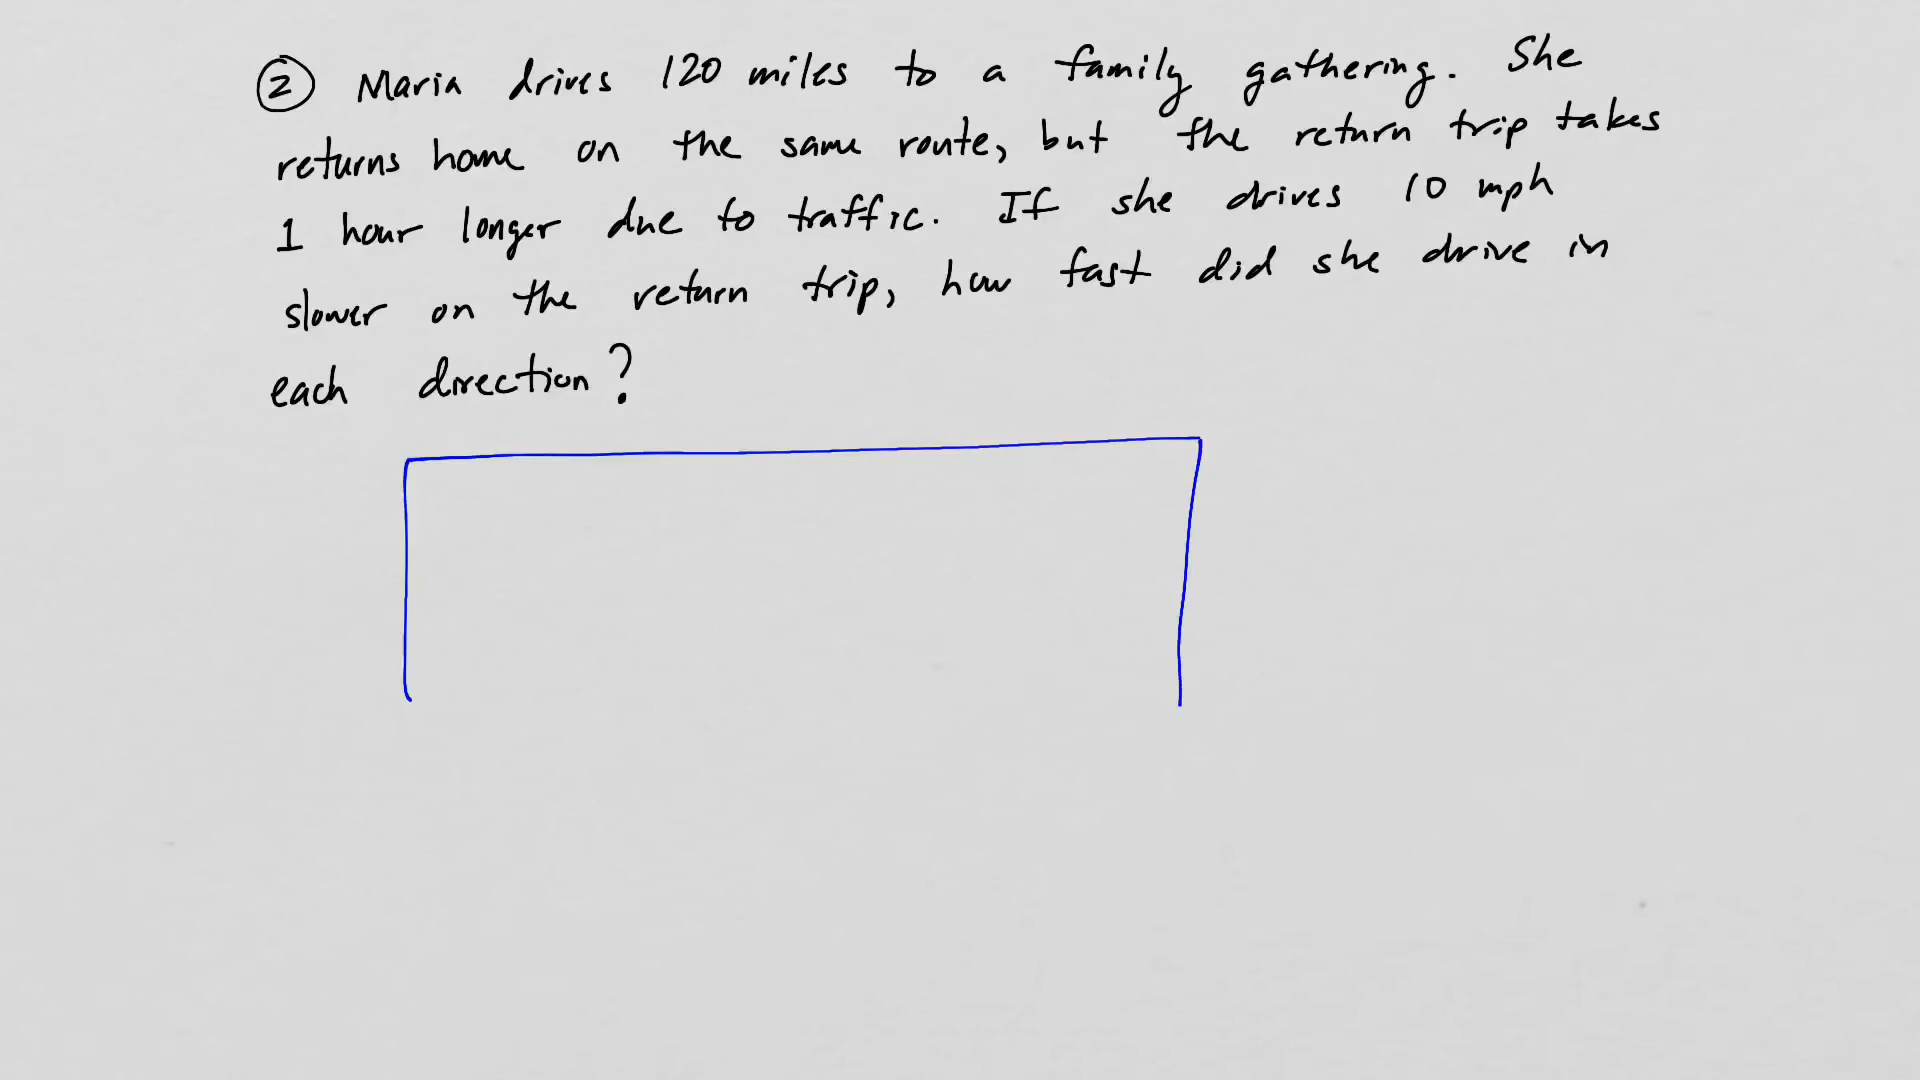 ② Maria drives 120 miles to a family gathering. She
returns home on the same route, but the return trip takes
1 hour longer due to traffic. If she drives 10 mph
slower on the return trip, how fast did she drive in
each direction?